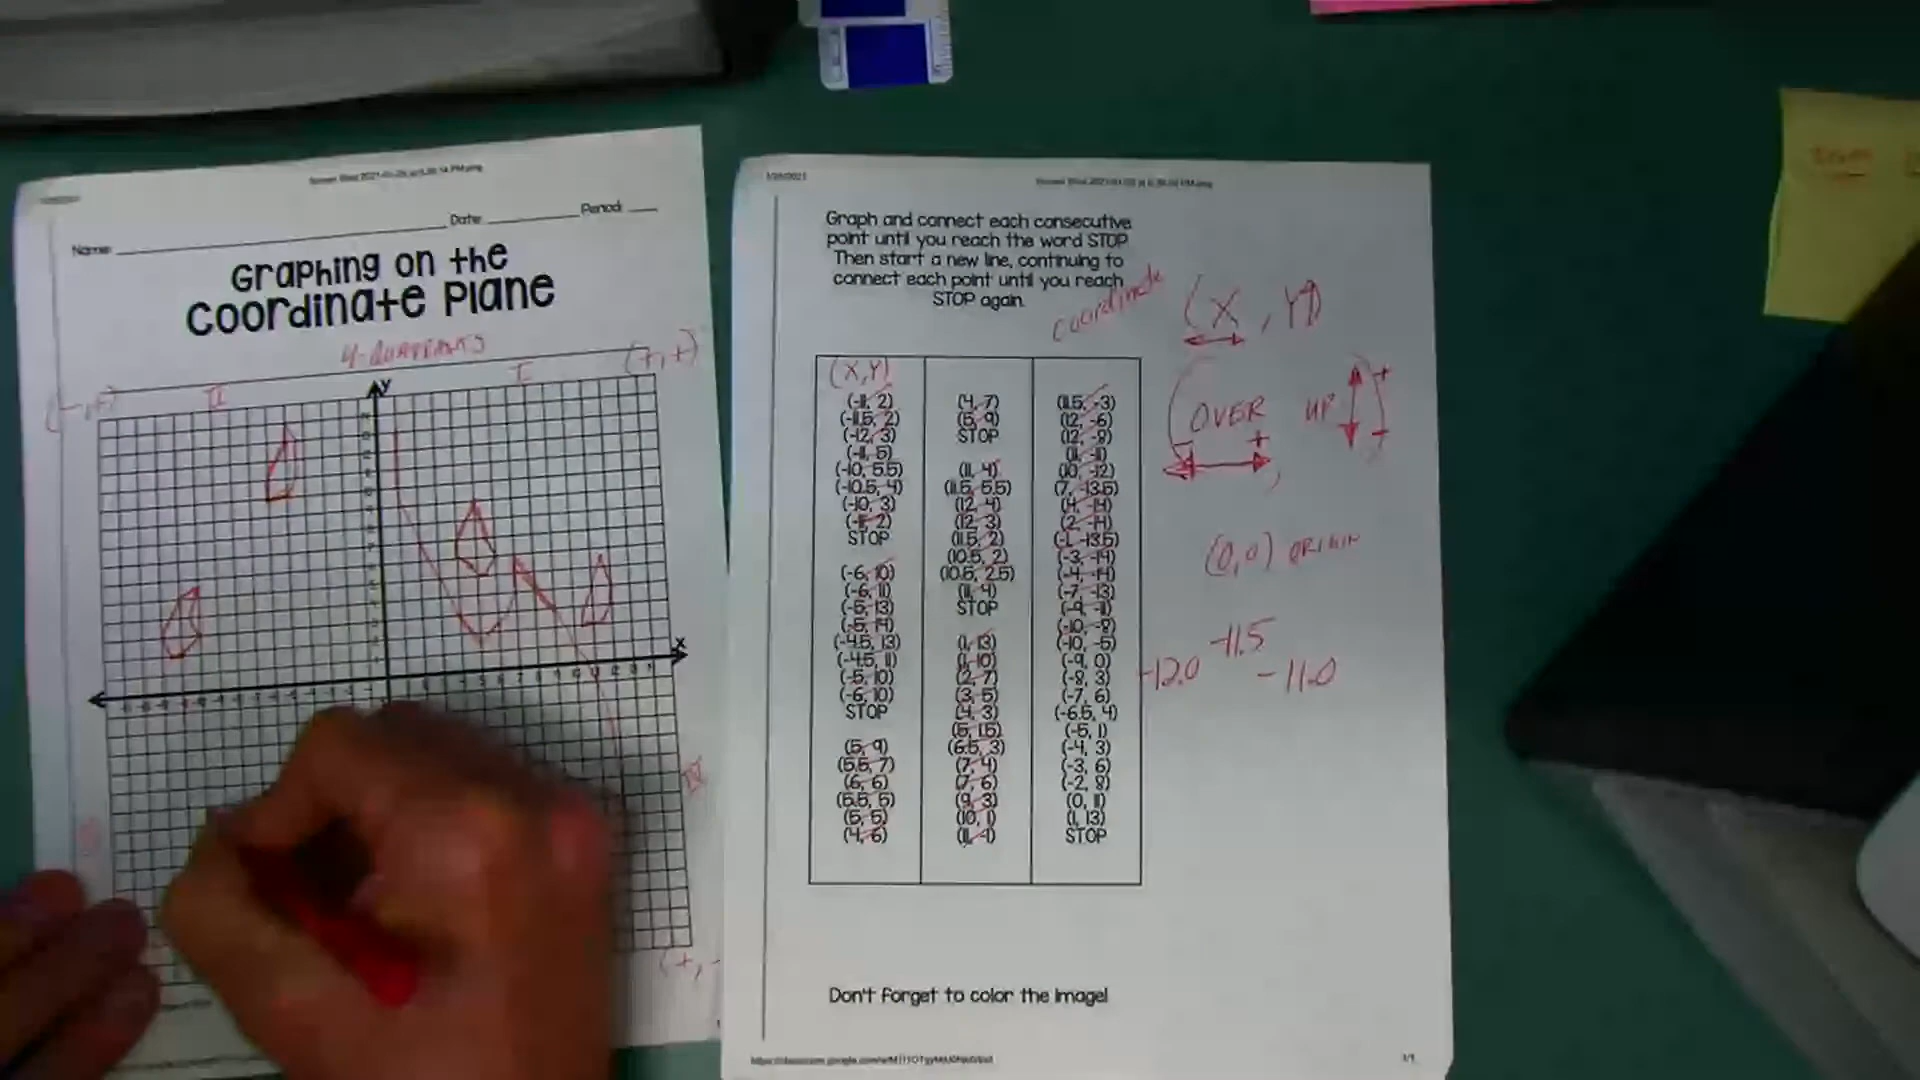 Name:
Date:
Period:
Graphing on the
Coordinate Plane
4-QUADRANTS
II
I
(+,+)
y
x
IV
(+,
Graph and connect each consecutive
point until you reach the word STOP.
Then start a new line, continuing to
connect each point until you reach
STOP again.
coordinate
(X, Y)
OVER UP
+
+
(0,0) ORIGIN
-11.5
-12.0
-11.0
(X,Y)
(-11, 2)
(-11.5, 2)
(-12, 3)
(-11, 5)
(-10, 5.5)
(-10.5, 4)
(-10, 3)
(-11, 2)
STOP
(-6, 10)
(-6, 11)
(-5, 13)
(-5, 14)
(-4.5, 13)
(-4.5, 11)
(-5, 10)
(-6, 10)
STOP
(5, 9)
(5.5, 7)
(6, 6)
(5.5, 5)
(5, 5)
(4, 6)
(4, 7)
(5, 9)
STOP
(11, 4)
(11.5, 5.5)
(12, 4)
(12, 3)
(11.5, 2)
(10.5, 2)
(10.5, 2.5)
(11, 4)
STOP
(1, 13)
(1, 10)
(2, 7)
(3, 5)
(4, 3)
(5, 1.5)
(6.5, 3)
(7, 4)
(7, 6)
(9, 3)
(10, 1)
(11, -1)
(11.5, -3)
(12, -6)
(12, -9)
(11, -11)
(10, -12)
(7, -13.5)
(4, -14)
(2, -14)
(-1, -13.5)
(-3, -14)
(-4, -14)
(-7, -13)
(-9, -11)
(-10, -8)
(-10, -5)
(-9, 0)
(-8, 3)
(-7, 6)
(-6.5, 4)
(-5, 1)
(-4, 3)
(-3, 6)
(-2, 8)
(0, 11)
(1, 13)
STOP
Don't forget to color the image!
1/1